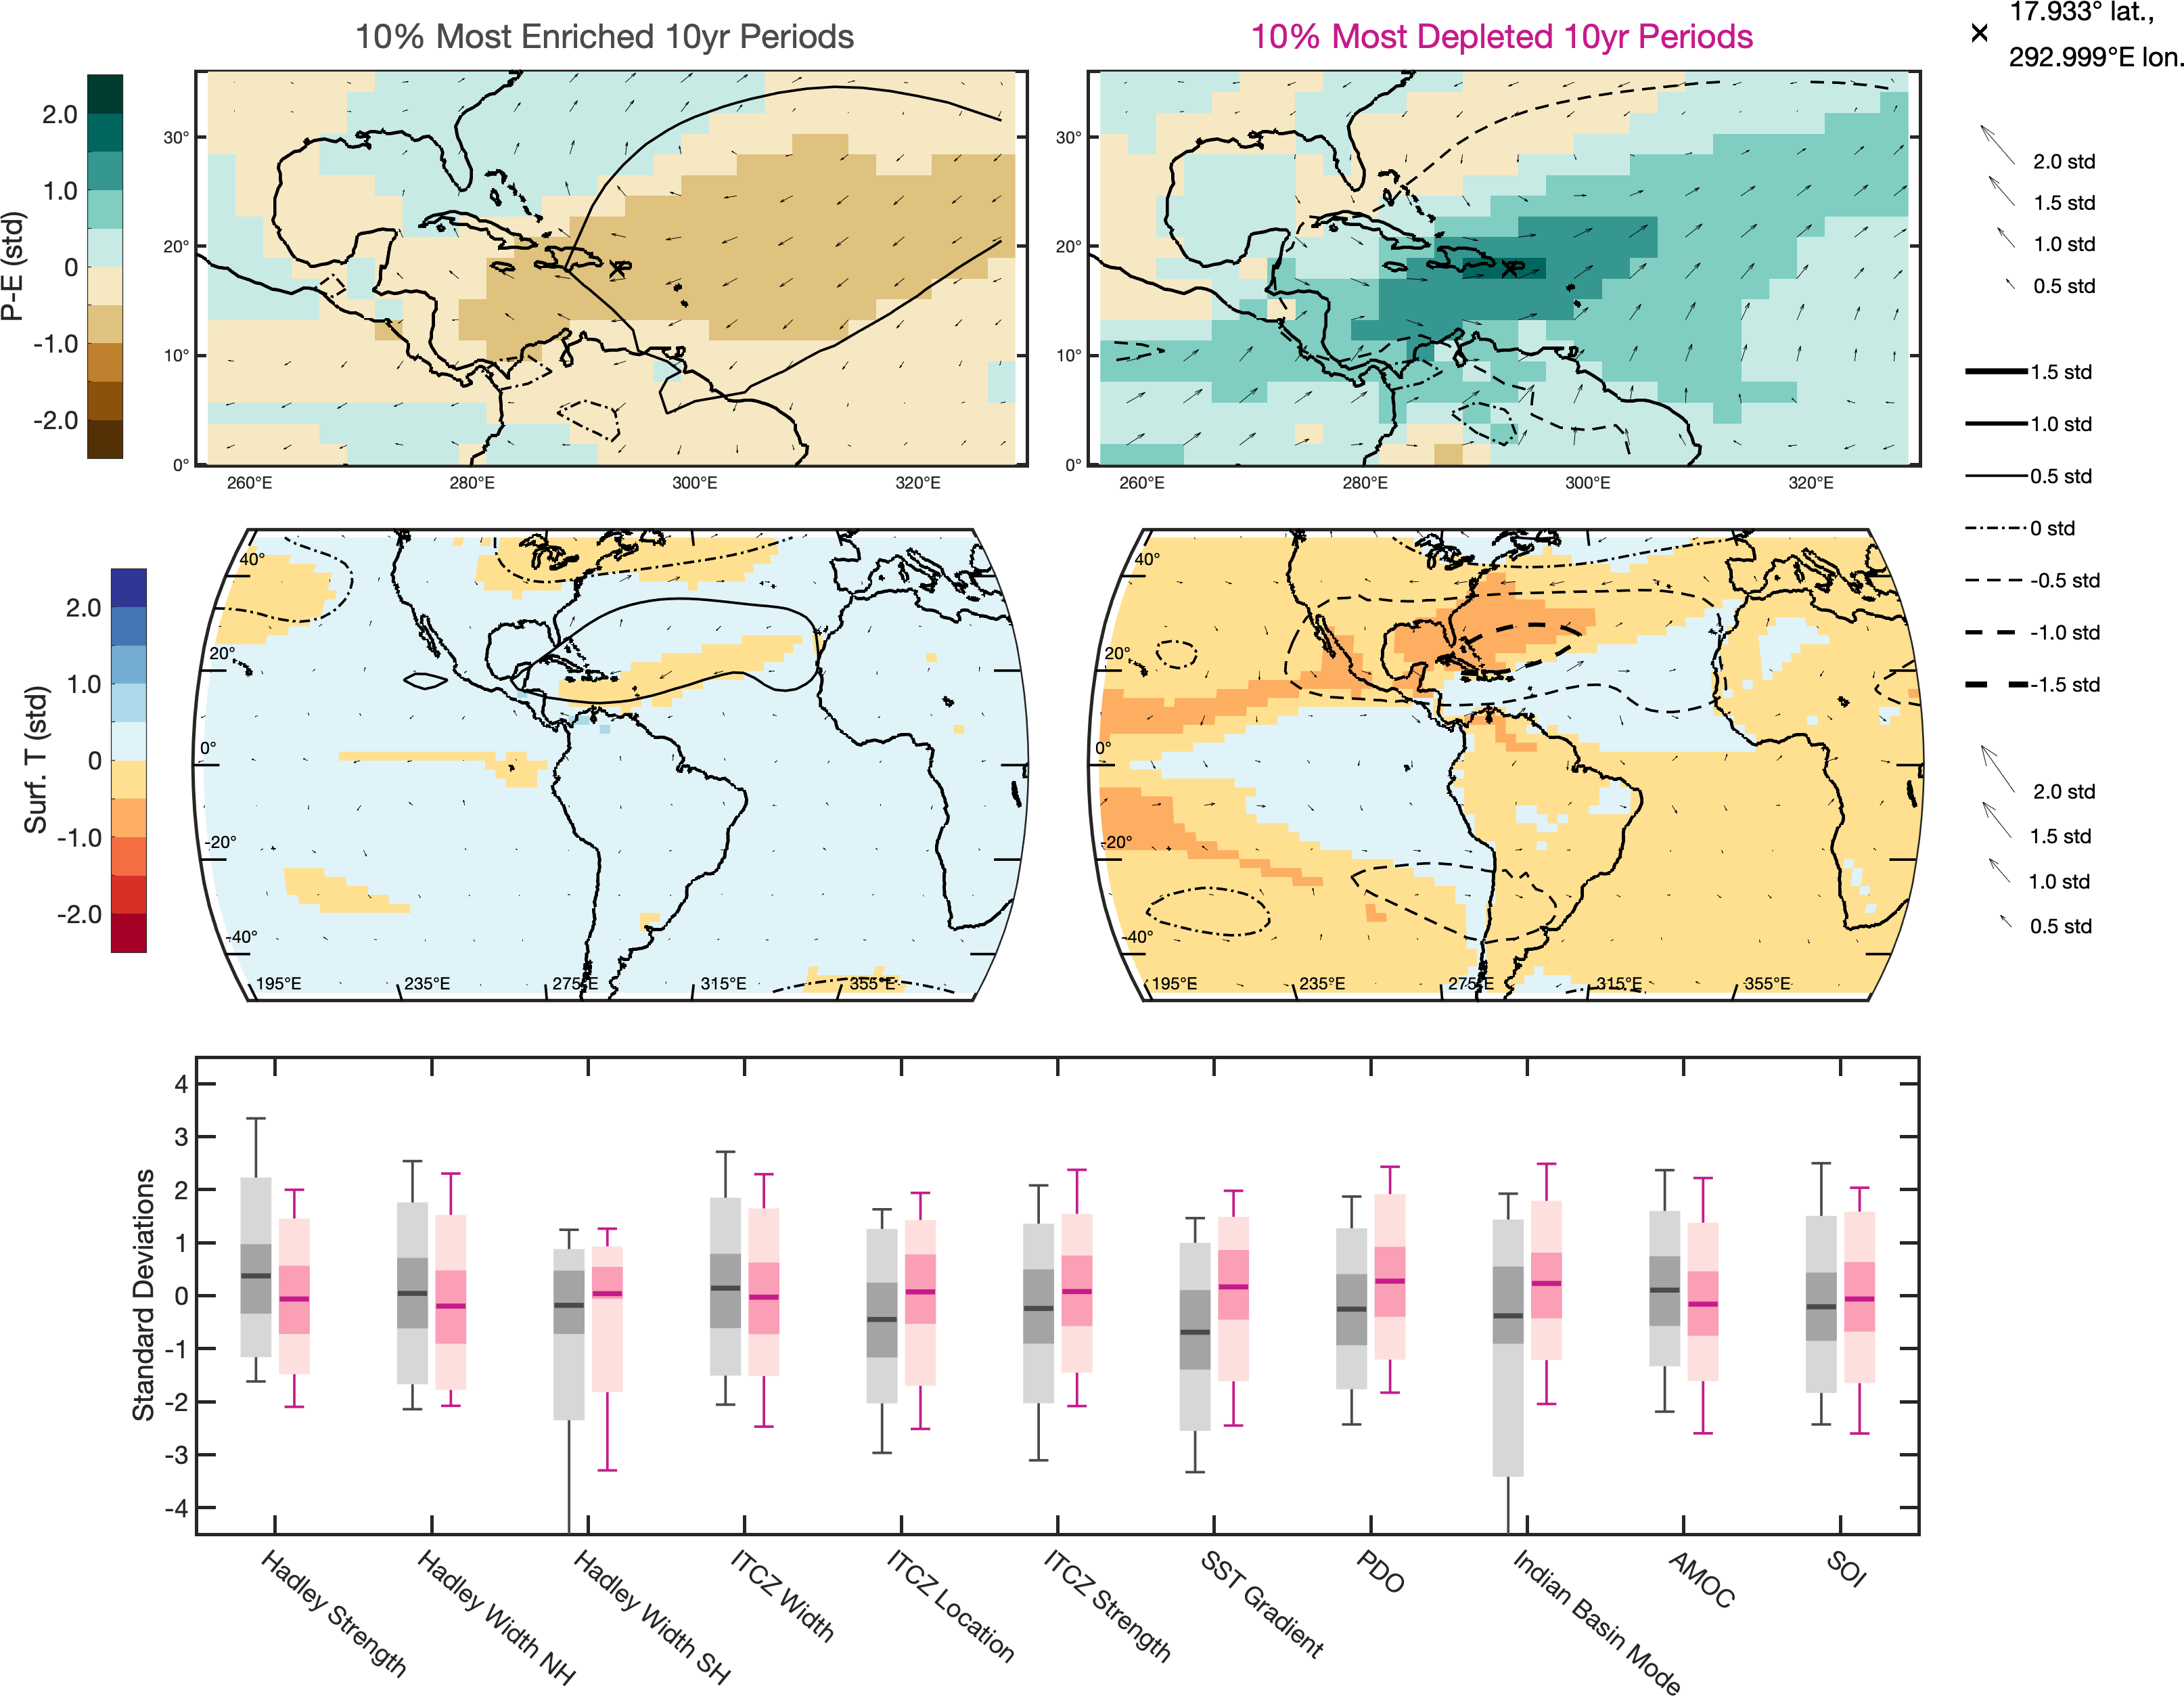 10% Most Enriched 10yr Periods
10% Most Depleted 10yr Periods
17.933° lat.,
292.999°E lon.
P-E (std)
2.0
1.0
0
-1.0
-2.0
30°
20°
10°
0°
260°E
280°E
300°E
320°E
30°
20°
10°
0°
260°E
280°E
300°E
320°E
2.0 std
1.5 std
1.0 std
0.5 std
1.5 std
1.0 std
0.5 std
0 std
-0.5 std
-1.0 std
-1.5 std
2.0 std
1.5 std
1.0 std
0.5 std
Surf. T (std)
2.0
1.0
0
-1.0
-2.0
40°
20°
0°
-20°
-40°
195°E
235°E
275°E
315°E
355°E
40°
20°
0°
-20°
-40°
195°E
235°E
275°E
315°E
355°E
Standard Deviations
4
3
2
1
0
-1
-2
-3
-4
Hadley Strength
Hadley Width NH
Hadley Width SH
ITCZ Width
ITCZ Location
ITCZ Strength
SST Gradient
PDO
Indian Basin Mode
AMOC
SOI